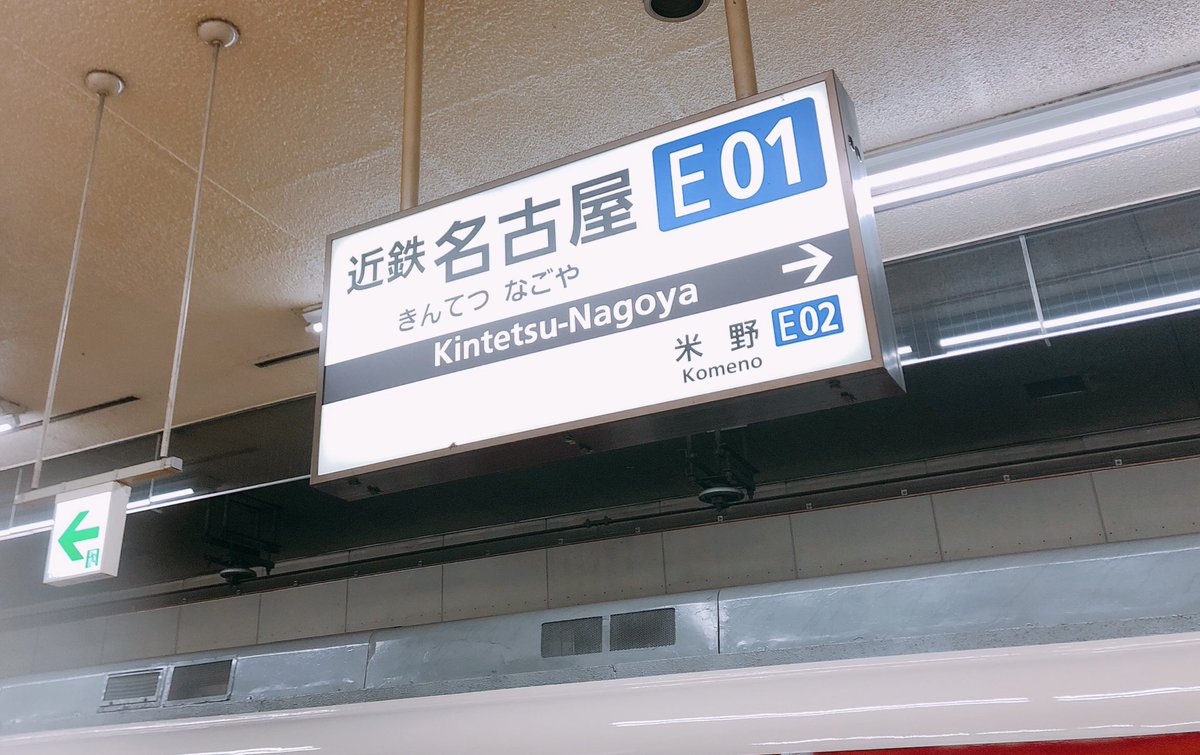 近鉄名古屋 E01
きんてつ なごや
Kintetsu-Nagoya
米野 E02
Komeno